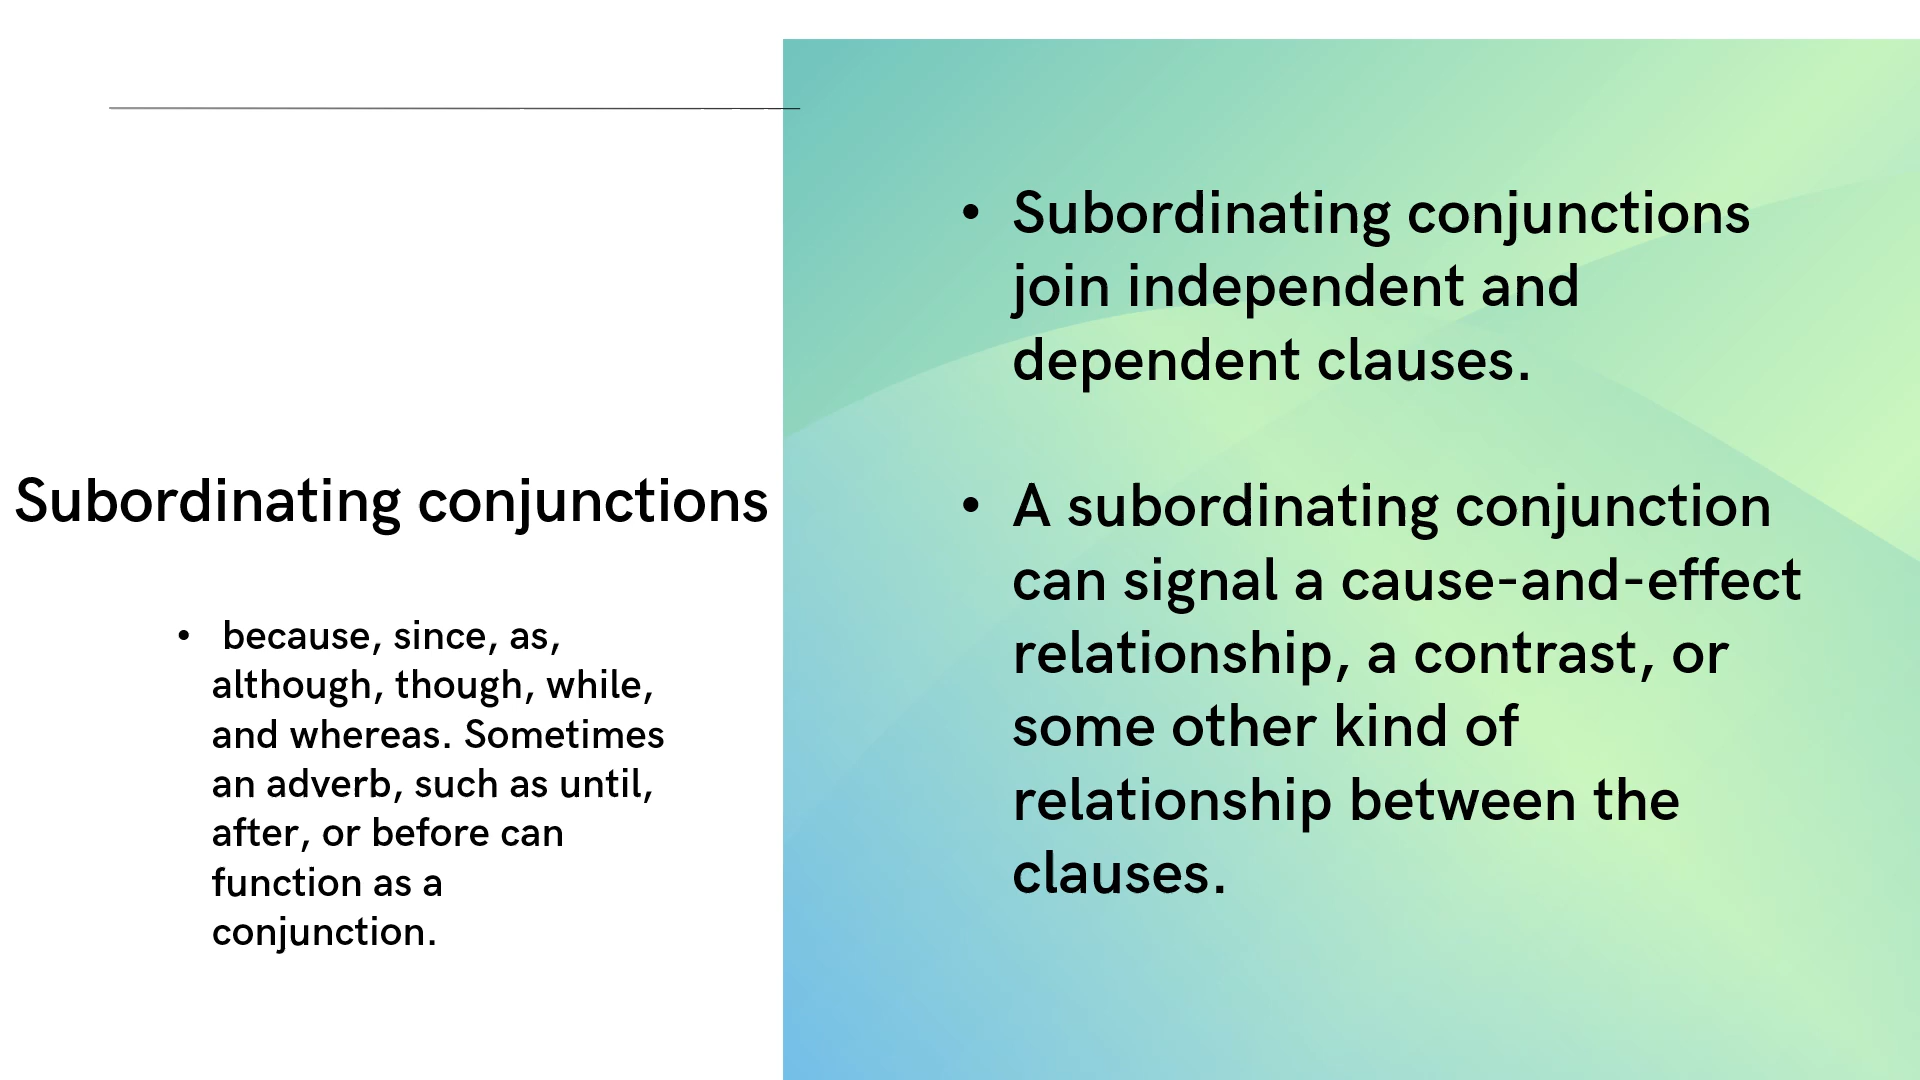 Subordinating conjunctions
• because, since, as,
although, though, while,
and whereas. Sometimes
an adverb, such as until,
after, or before can
function as a
conjunction.
• Subordinating conjunctions
join independent and
dependent clauses.
• A subordinating conjunction
can signal a cause-and-effect
relationship, a contrast, or
some other kind of
relationship between the
clauses.